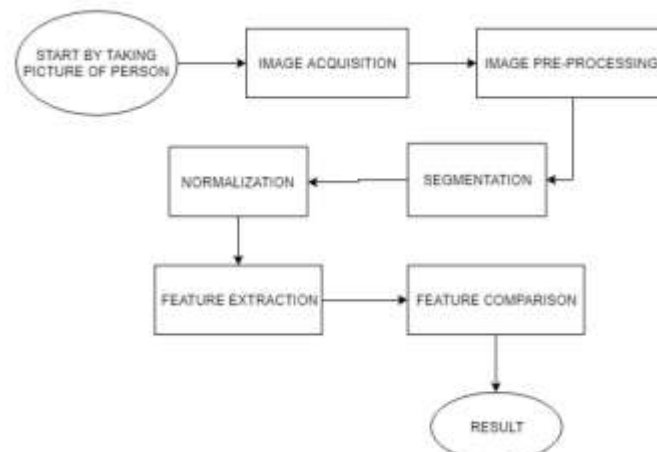 START BY TAKING
PICTURE OF PERSON
IMAGE ACQUISITION
IMAGE PRE-PROCESSING
SEGMENTATION
NORMALIZATION
FEATURE EXTRACTION
FEATURE COMPARISON
RESULT